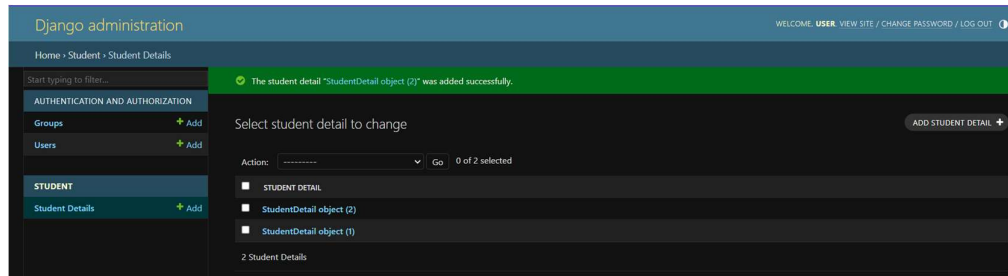 Django administration
WELCOME, USER. VIEW SITE / CHANGE PASSWORD / LOG OUT
Home › Student › Student Details
Start typing to filter...
AUTHENTICATION AND AUTHORIZATION
Groups + Add
Users + Add
STUDENT
Student Details + Add
The student detail "StudentDetail object (2)" was added successfully.
Select student detail to change
ADD STUDENT DETAIL +
Action: --------- Go 0 of 2 selected
STUDENT DETAIL
StudentDetail object (2)
StudentDetail object (1)
2 Student Details